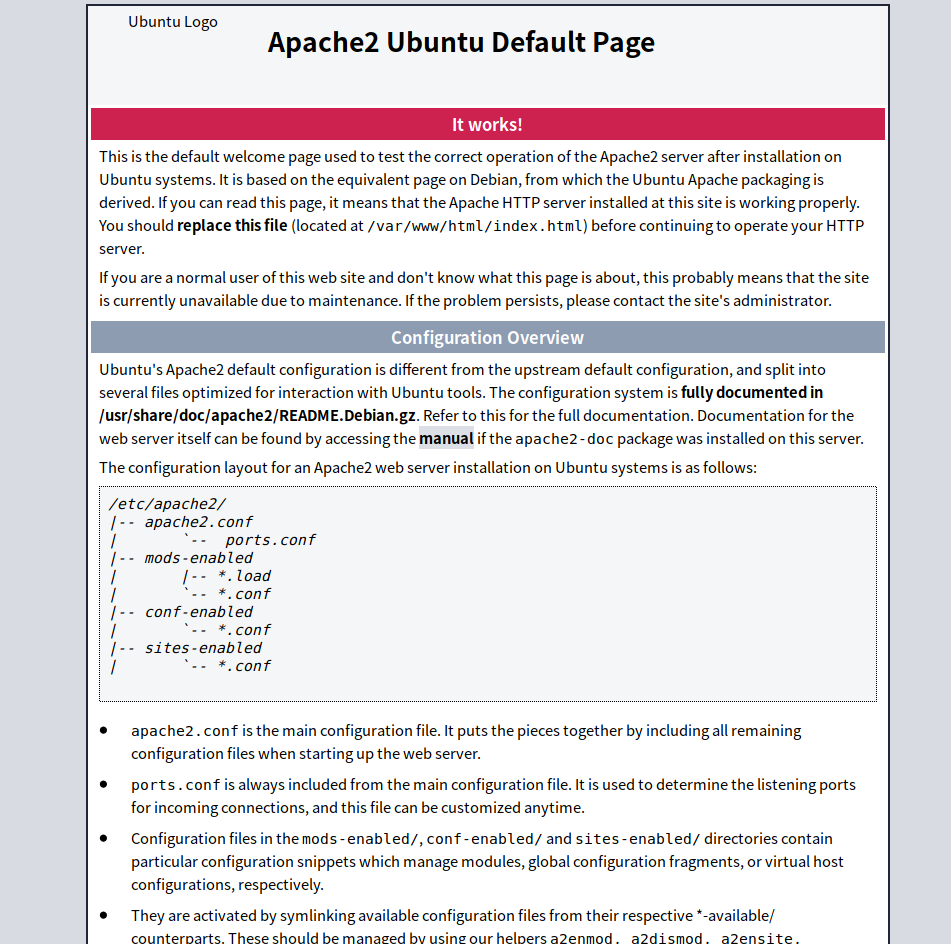 Ubuntu Logo
Apache2 Ubuntu Default Page
It works!
This is the default welcome page used to test the correct operation of the Apache2 server after installation on
Ubuntu systems. It is based on the equivalent page on Debian, from which the Ubuntu Apache packaging is
derived. If you can read this page, it means that the Apache HTTP server installed at this site is working properly.
You should replace this file (located at /var/www/html/index.html) before continuing to operate your HTTP
server.
If you are a normal user of this web site and don't know what this page is about, this probably means that the site
is currently unavailable due to maintenance. If the problem persists, please contact the site's administrator.
Configuration Overview
Ubuntu's Apache2 default configuration is different from the upstream default configuration, and split into
several files optimized for interaction with Ubuntu tools. The configuration system is fully documented in
/usr/share/doc/apache2/README.Debian.gz. Refer to this for the full documentation. Documentation for the
web server itself can be found by accessing the manual if the apache2-doc package was installed on this server.
The configuration layout for an Apache2 web server installation on Ubuntu systems is as follows:
/etc/apache2/
|-- apache2.conf
|       `--  ports.conf
|-- mods-enabled
|       |-- *.load
|       `-- *.conf
|-- conf-enabled
|       `-- *.conf
|-- sites-enabled
|       `-- *.conf
● apache2.conf is the main configuration file. It puts the pieces together by including all remaining
configuration files when starting up the web server.
● ports.conf is always included from the main configuration file. It is used to determine the listening ports
for incoming connections, and this file can be customized anytime.
● Configuration files in the mods-enabled/, conf-enabled/ and sites-enabled/ directories contain
particular configuration snippets which manage modules, global configuration fragments, or virtual host
configurations, respectively.
● They are activated by symlinking available configuration files from their respective *-available/
counterparts. These should be managed by using our helpers a2enmod, a2dismod, a2ensite,